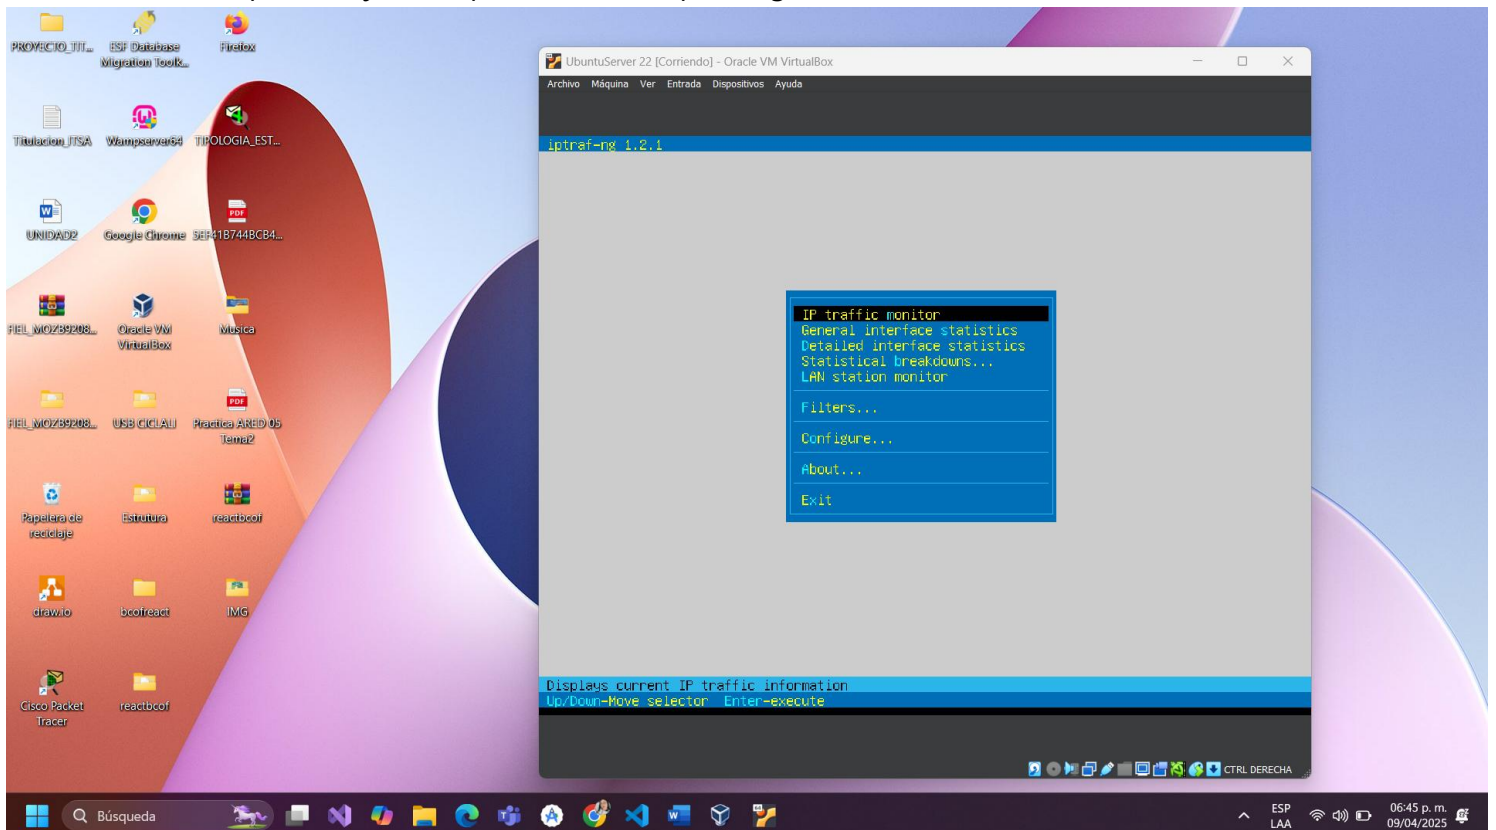 PROYECTO_TIT...
ESF Database
Migration Toolk...
Firefox
Titulacion_ITSA
Wampserver64
TIPOLOGIA_EST...
UNIDAD2
Google Chrome
SEP41B744BCB4...
FIEL_MOZB9208...
Oracle VM
VirtualBox
Musica
FIEL_MOZB9208...
USB CICLALI
Practica ARED 05
Tema2
Papelera de
reciclaje
Estrutura
reactbcof
draw.io
bcofreact
IMG
Cisco Packet
Tracer
reactbcof
UbuntuServer 22 [Corriendo] - Oracle VM VirtualBox
Archivo Máquina Ver Entrada Dispositivos Ayuda
iptraf-ng 1.2.1
IP traffic monitor
General interface statistics
Detailed interface statistics
Statistical breakdowns...
LAN station monitor
Filters...
Configure...
About...
Exit
Displays current IP traffic information
Up/Down-Move selector Enter-execute
CTRL DERECHA
Búsqueda
ESP
LAA
06:45 p. m.
09/04/2025